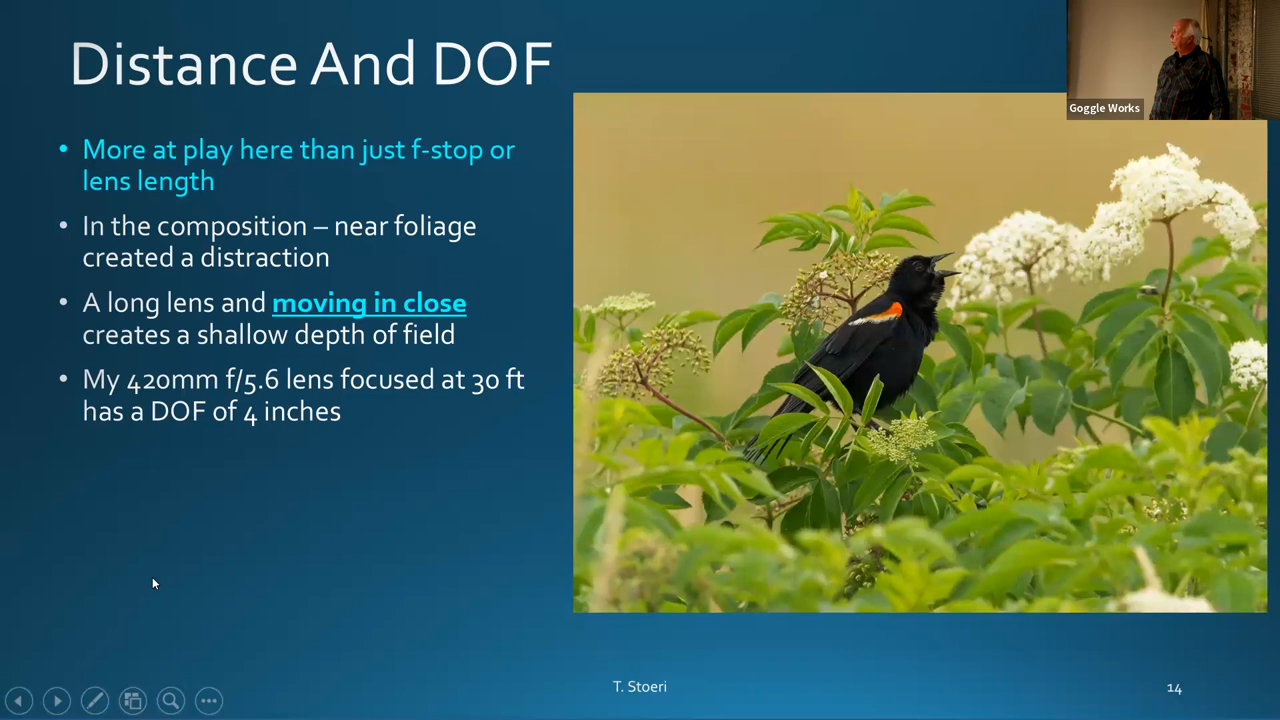 Distance And DOF
Goggle Works
• More at play here than just f-stop or
lens length
• In the composition – near foliage
created a distraction
• A long lens and moving in close
creates a shallow depth of field
• My 420mm f/5.6 lens focused at 30 ft
has a DOF of 4 inches
T. Stoeri
14